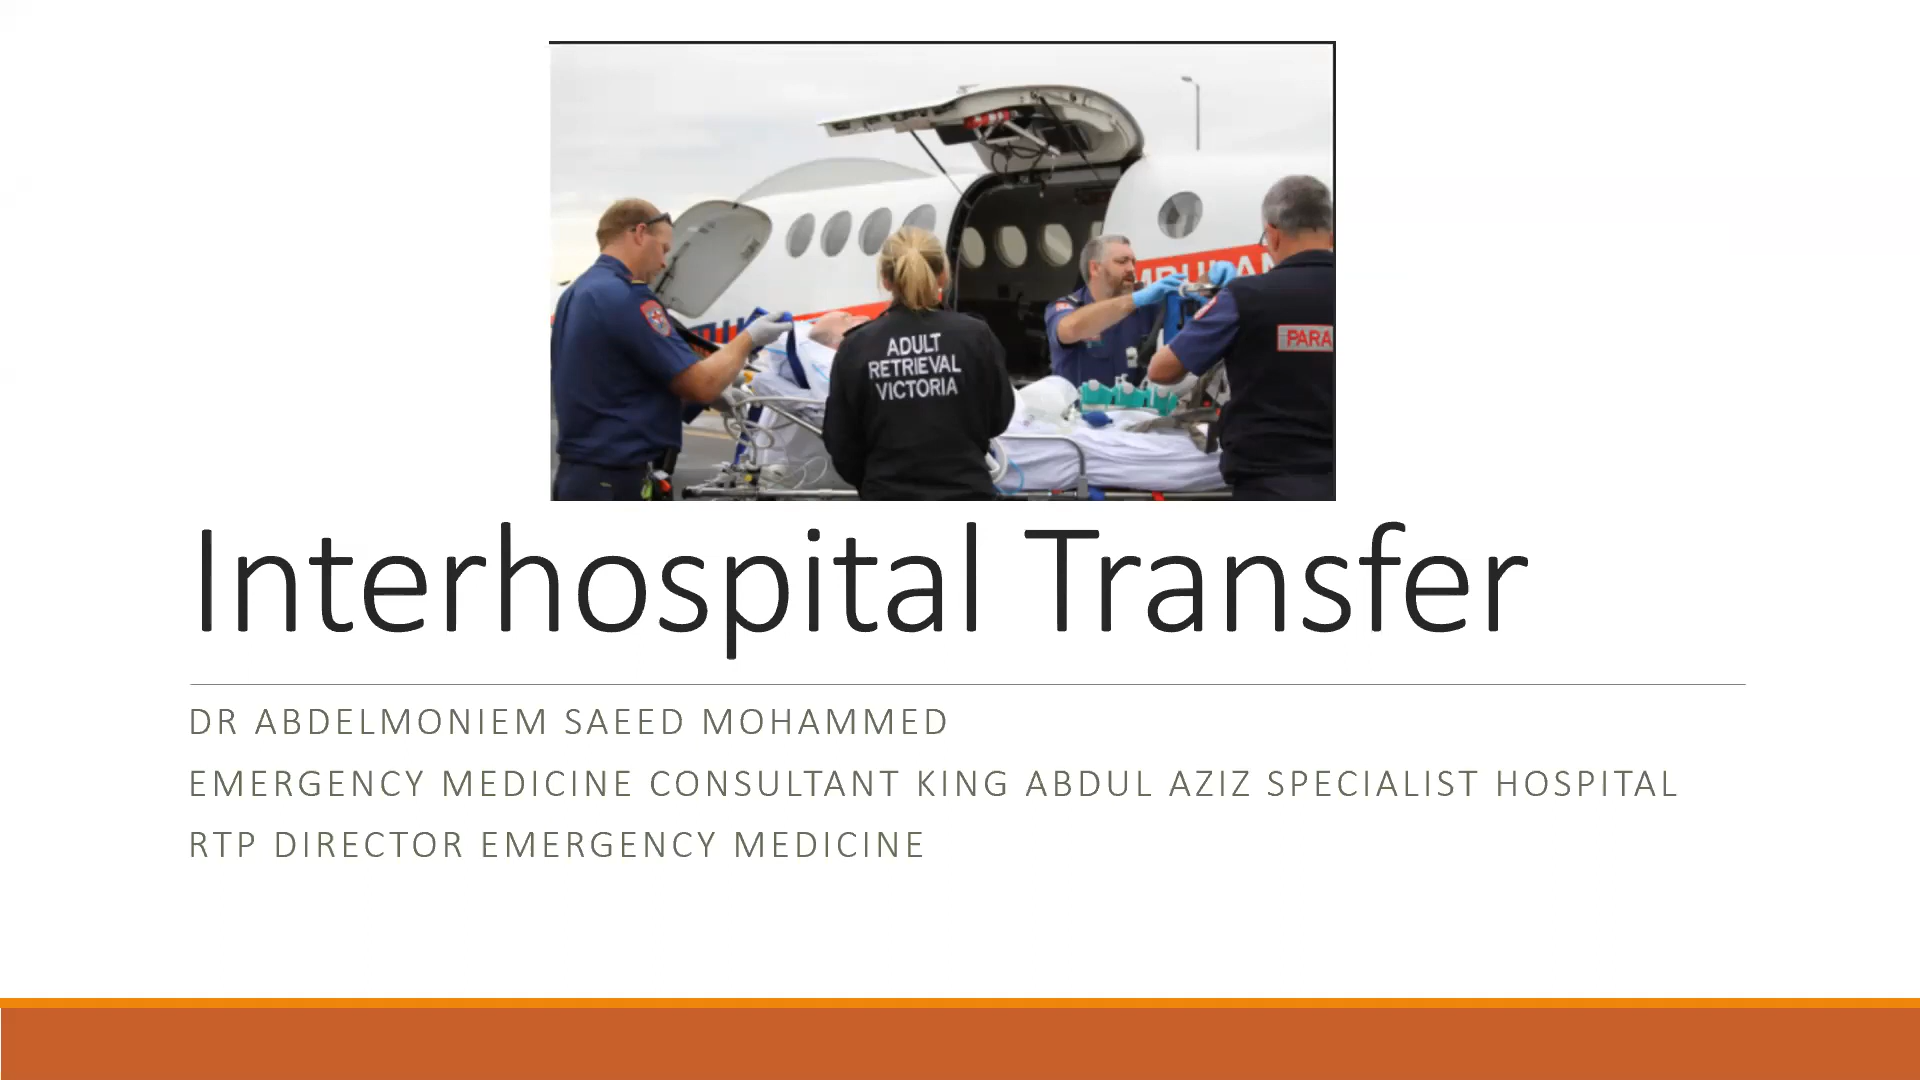 ADULT
RETRIEVAL
VICTORIA
PARA
Interhospital Transfer
DR ABDELMONIEM SAEED MOHAMMED
EMERGENCY MEDICINE CONSULTANT KING ABDUL AZIZ SPECIALIST HOSPITAL
RTP DIRECTOR EMERGENCY MEDICINE